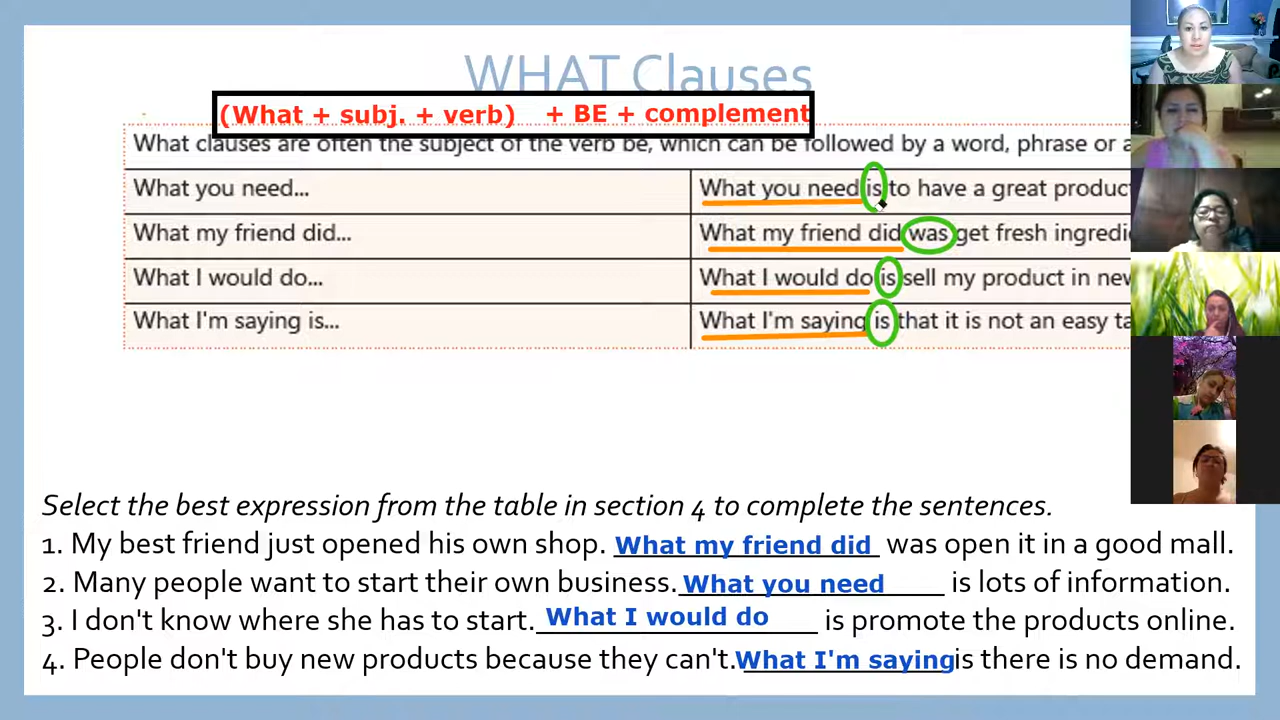 WHAT Clauses
(What + subj. + verb) + BE + complement
What clauses are often the subject of the verb be, which can be followed by a word, phrase or a
What you need... What you need is to have a great product
What my friend did... What my friend did was get fresh ingredie
What I would do... What I would do is sell my product in new
What I'm saying is... What I'm saying is that it is not an easy ta
Select the best expression from the table in section 4 to complete the sentences.
1. My best friend just opened his own shop. What my friend did was open it in a good mall.
2. Many people want to start their own business. What you need is lots of information.
3. I don't know where she has to start. What I would do is promote the products online.
4. People don't buy new products because they can't. What I'm saying is there is no demand.